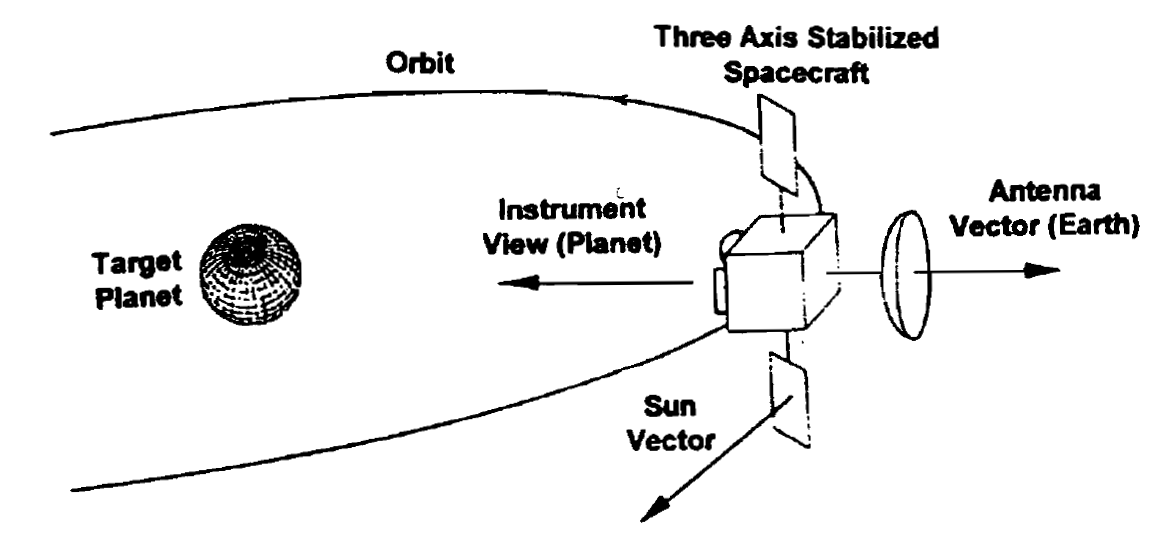 Three Axis Stabilized
Spacecraft
Orbit
Instrument
View (Planet)
Antenna
Vector (Earth)
Target
Planet
Sun
Vector